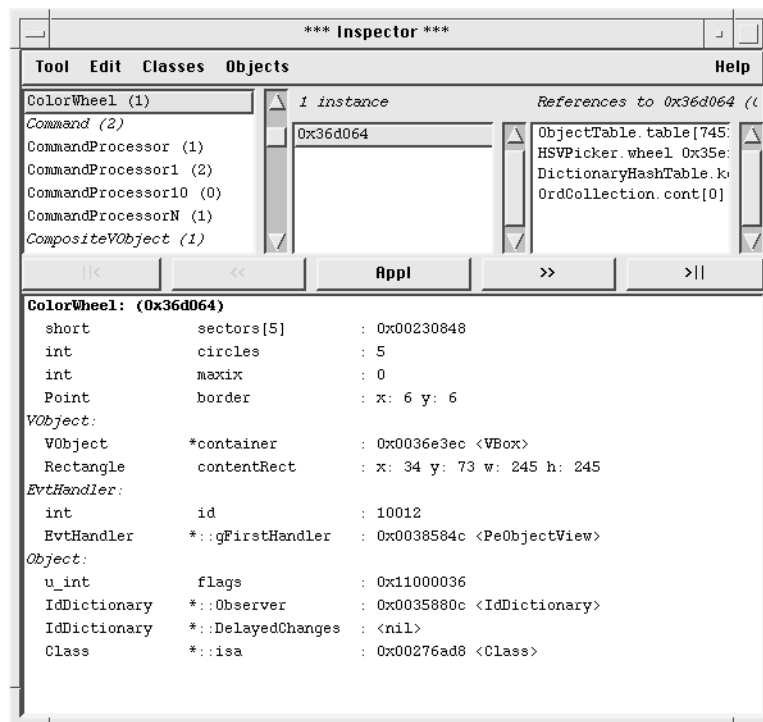 *** Inspector ***
Tool Edit Classes Objects Help
ColorWheel (1)
Command (2)
CommandProcessor (1)
CommandProcessor1 (2)
CommandProcessor10 (0)
CommandProcessorN (1)
CompositeVObject (1)
1 instance
0x36d064
References to 0x36d064 (
ObjectTable.table[745
HSVPicker.wheel 0x35e
DictionaryHashTable.k
OrdCollection.cont[0]
||< << Appl >> >||
ColorWheel: (0x36d064)
short sectors[5] : 0x00230848
int circles : 5
int maxix : 0
Point border : x: 6 y: 6
VObject:
VObject *container : 0x0036e3ec <VBox>
Rectangle contentRect : x: 34 y: 73 w: 245 h: 245
EvtHandler:
int id : 10012
EvtHandler *::gFirstHandler : 0x0038584c <PeObjectView>
Object:
u_int flags : 0x11000036
IdDictionary *::Observer : 0x0035880c <IdDictionary>
IdDictionary *::DelayedChanges : <nil>
Class *::isa : 0x00276ad8 <Class>